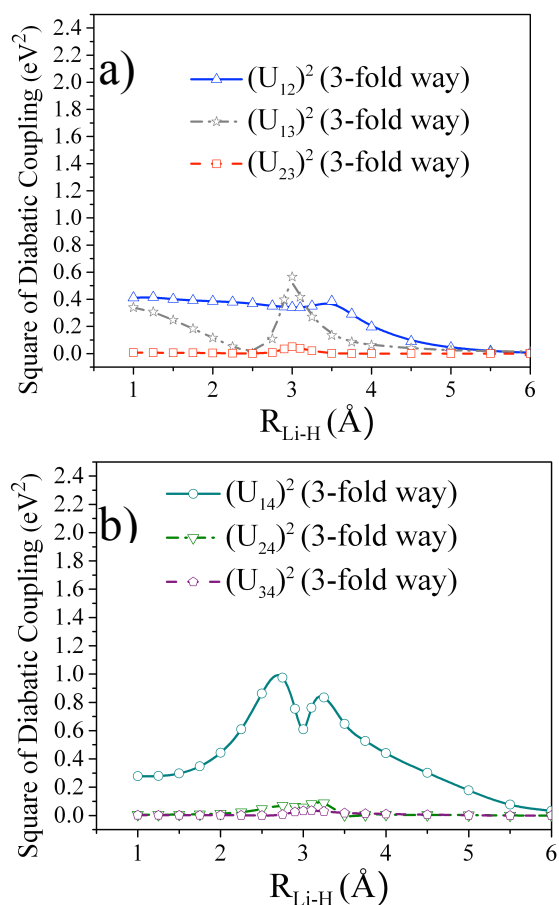 a)
(U₁₂)² (3-fold way)
(U₁₃)² (3-fold way)
(U₂₃)² (3-fold way)
Square of Diabatic Coupling (eV²)
2.4
2.2
2.0
1.8
1.6
1.4
1.2
1.0
0.8
0.6
0.4
0.2
0.0
1 2 3 4 5 6
R_Li-H (Å)
b)
(U₁₄)² (3-fold way)
(U₂₄)² (3-fold way)
(U₃₄)² (3-fold way)
Square of Diabatic Coupling (eV²)
2.4
2.2
2.0
1.8
1.6
1.4
1.2
1.0
0.8
0.6
0.4
0.2
0.0
1 2 3 4 5 6
R_Li-H (Å)